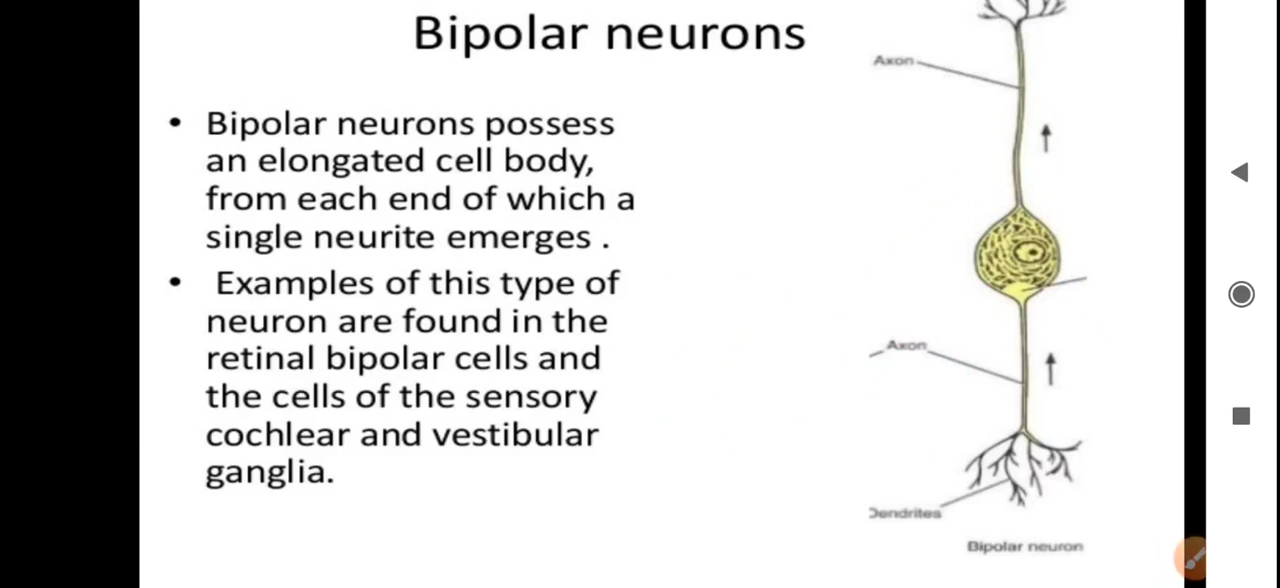 Bipolar neurons
• Bipolar neurons possess
an elongated cell body,
from each end of which a
single neurite emerges .
• Examples of this type of
neuron are found in the
retinal bipolar cells and
the cells of the sensory
cochlear and vestibular
ganglia.
Axon
Axon
Dendrites
Bipolar neuron